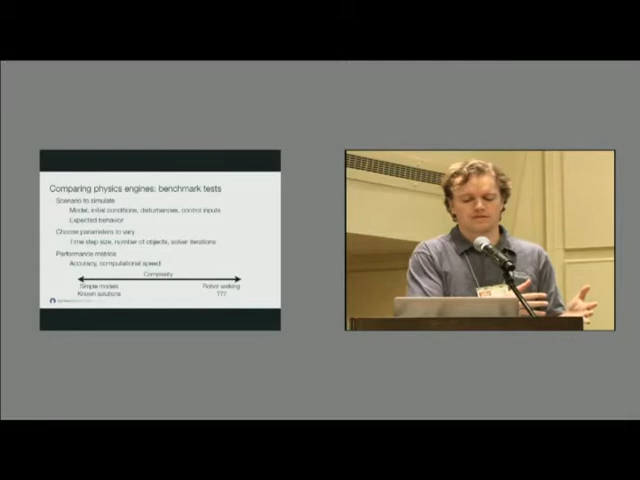 Comparing physics engines: benchmark tests
Scenario to simulate
Model, initial conditions, disturbances, control inputs
Expected behavior
Choose parameters to vary
Time step size, number of objects, solver iterations
Performance metrics
Accuracy, computational speed
Complexity
Simple models Robot walking
Known solutions ???